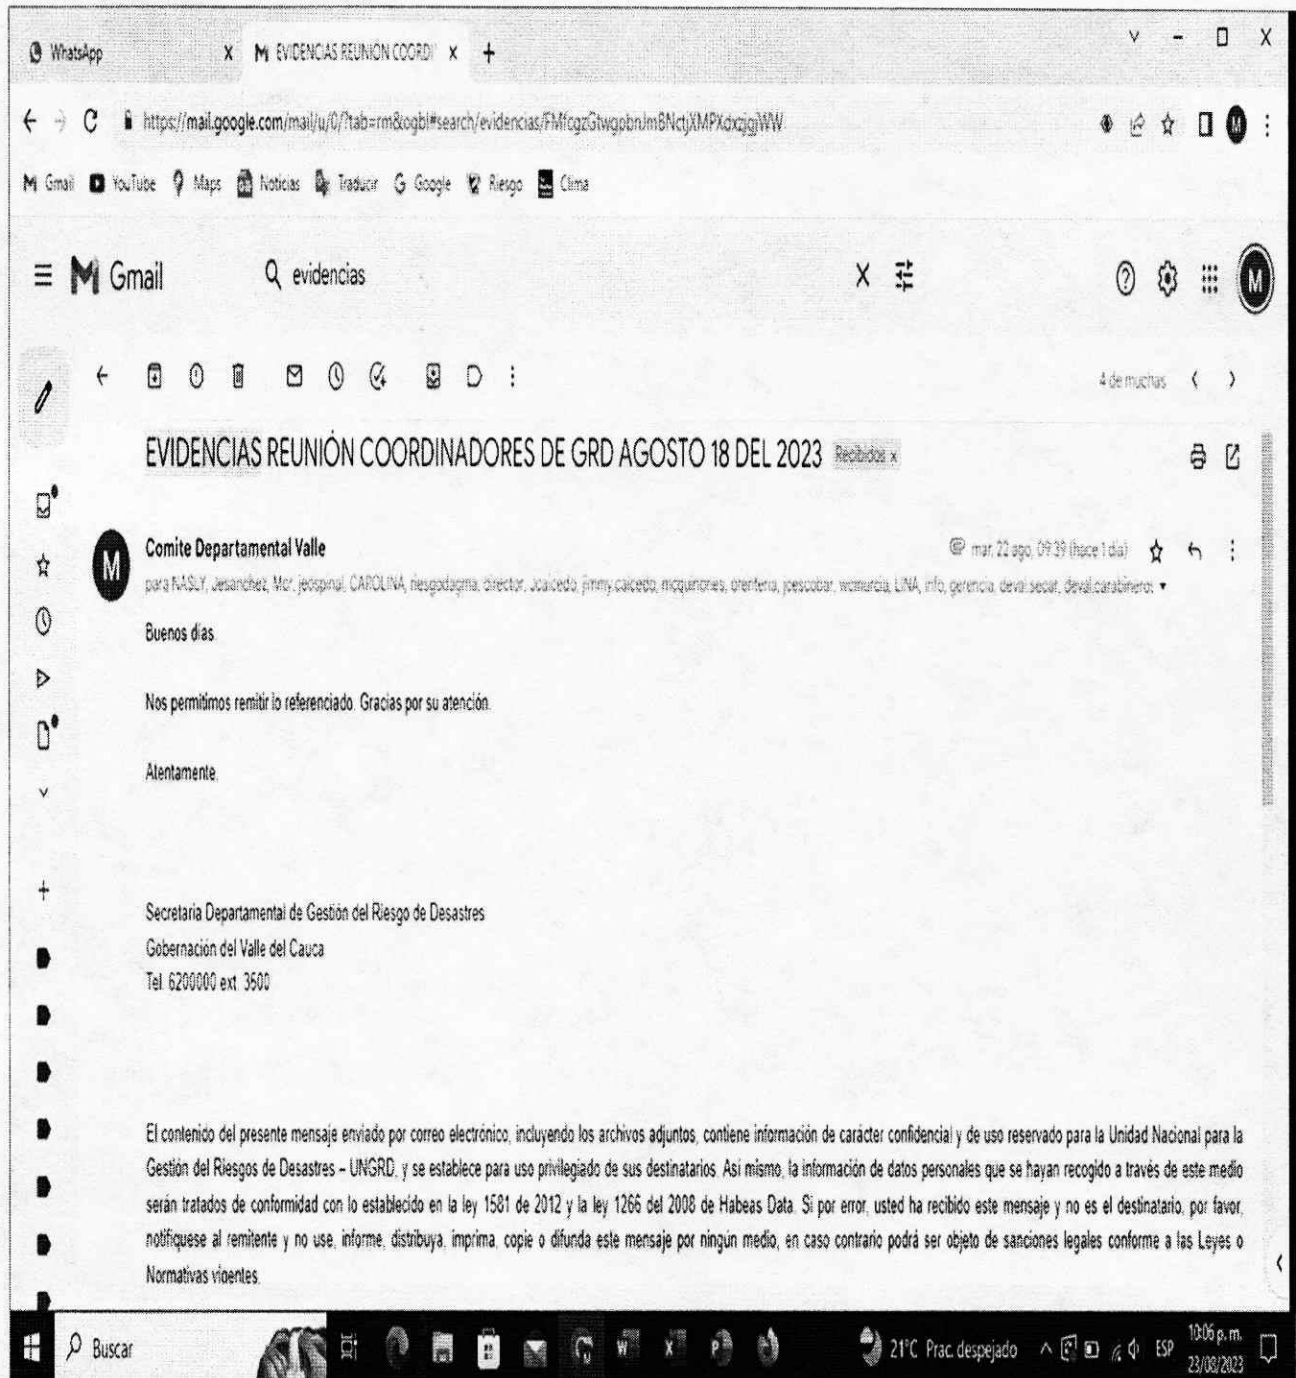 WhatsApp x M EVIDENCIAS REUNIÓN COORDI x +
https://mail.google.com/mail/u/0/?tab=rm&ogbl#search/evidencias/
M Gmail YouTube Maps Noticias Traducir G Google Riesgo Clima
Gmail evidencias
4 de muchas
EVIDENCIAS REUNIÓN COORDINADORES DE GRD AGOSTO 18 DEL 2023 Recibidos x
M Comite Departamental Valle mar, 22 ago, 09:39 (hace 1 día)
para NASLY, Jesanchez, Mcr, jeospinal, CAROLINA, riesgodagma, director, Jcaicedo, jimmy.caicedo, mcquinones, brenteria, jcescobar, LINA, info, gerencia, deval.secat, deval.carabineros
Buenos días.
Nos permitimos remitir lo referenciado. Gracias por su atención.
Atentamente,
Secretaria Departamental de Gestión del Riesgo de Desastres
Gobernación del Valle del Cauca
Tel. 6200000 ext. 3500
El contenido del presente mensaje enviado por correo electrónico, incluyendo los archivos adjuntos, contiene información de carácter confidencial y de uso reservado para la Unidad Nacional para la
Gestión del Riesgos de Desastres – UNGRD, y se establece para uso privilegiado de sus destinatarios. Asi mismo, la información de datos personales que se hayan recogido a través de este medio
serán tratados de conformidad con lo establecido en la ley 1581 de 2012 y la ley 1266 del 2008 de Habeas Data. Si por error, usted ha recibido este mensaje y no es el destinatario, por favor,
notifíquese al remitente y no use, informe, distribuya, imprima, copie o difunda este mensaje por ningún medio, en caso contrario podrá ser objeto de sanciones legales conforme a las Leyes o
Normativas vigentes.
Buscar 21°C Prac. despejado ESP 10:06 p. m.
23/08/2023